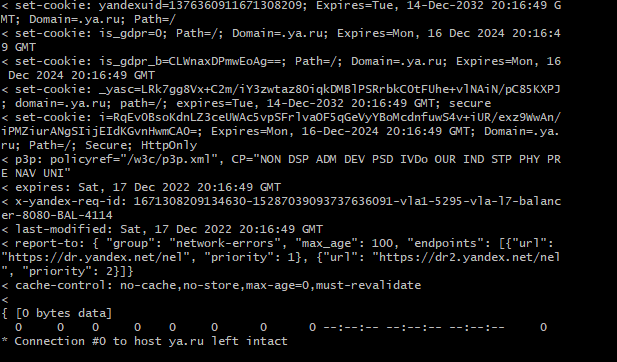 < set-cookie: yandexuid=1376360911671308209; Expires=Tue, 14-Dec-2032 20:16:49 G
MT; Domain=.ya.ru; Path=/
< set-cookie: is_gdpr=0; Path=/; Domain=.ya.ru; Expires=Mon, 16 Dec 2024 20:16:4
9 GMT
< set-cookie: is_gdpr_b=CLWnaxDPmwEoAg==; Path=/; Domain=.ya.ru; Expires=Mon, 16
 Dec 2024 20:16:49 GMT
< set-cookie: _yasc=LRk7gg8Vx+C2m/iY3zwtaz8OiqkDMBlPSRrbkCOtFUhe+vlNAiN/pC85KXPJ
; domain=.ya.ru; path=/; expires=Tue, 14-Dec-2032 20:16:49 GMT; secure
< set-cookie: i=RqEvOBsoKdnLZ3ceUWAc5vpSFrlvaOF5qGeVyYBoMcdnfuwS4v+iUR/exz9WwAn/
iPMZiurANgSIijEIdKGvnHwmCAO=; Expires=Mon, 16-Dec-2024 20:16:49 GMT; Domain=.ya.
ru; Path=/; Secure; HttpOnly
< p3p: policyref="/w3c/p3p.xml", CP="NON DSP ADM DEV PSD IVDo OUR IND STP PHY PR
E NAV UNI"
< expires: Sat, 17 Dec 2022 20:16:49 GMT
< x-yandex-req-id: 1671308209134630-15287039093737636091-vla1-5295-vla-l7-balanc
er-8080-BAL-4114
< last-modified: Sat, 17 Dec 2022 20:16:49 GMT
< report-to: { "group": "network-errors", "max_age": 100, "endpoints": [{"url":
"https://dr.yandex.net/nel", "priority": 1}, {"url": "https://dr2.yandex.net/nel
", "priority": 2}]}
< cache-control: no-cache,no-store,max-age=0,must-revalidate
<
{ [0 bytes data]
  0     0    0     0    0     0      0      0 --:--:-- --:--:-- --:--:--     0
* Connection #0 to host ya.ru left intact